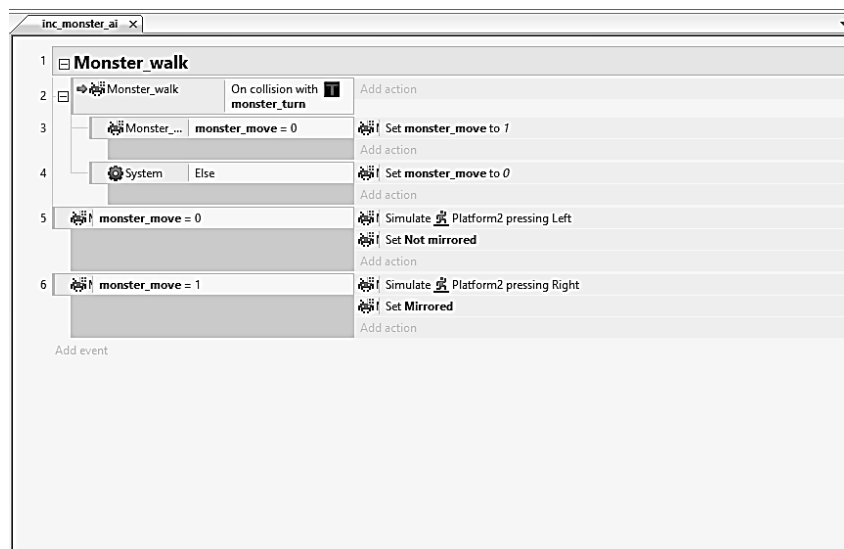 inc_monster_ai x
1 Monster_walk
2 Monster_walk On collision with T Add action
monster_turn
3 Monster_... monster_move = 0 Set monster_move to 1
Add action
4 System Else Set monster_move to 0
Add action
5 monster_move = 0 Simulate Platform2 pressing Left
Set Not mirrored
Add action
6 monster_move = 1 Simulate Platform2 pressing Right
Set Mirrored
Add action
Add event